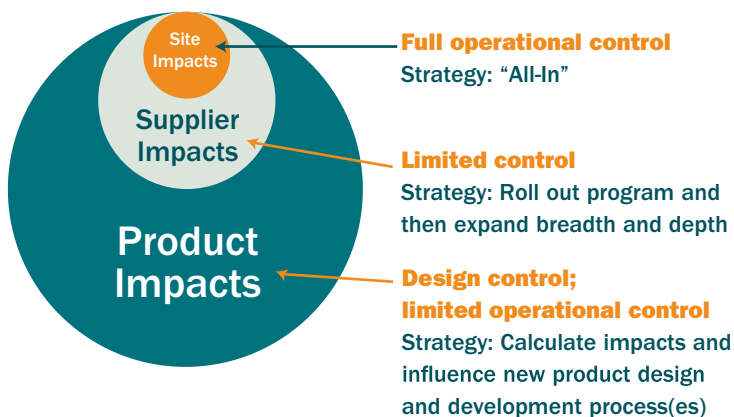 Site
Impacts
Supplier
Impacts
Product
Impacts
Full operational control
Strategy: “All-In”
Limited control
Strategy: Roll out program and
then expand breadth and depth
Design control;
limited operational control
Strategy: Calculate impacts and
influence new product design
and development process(es)